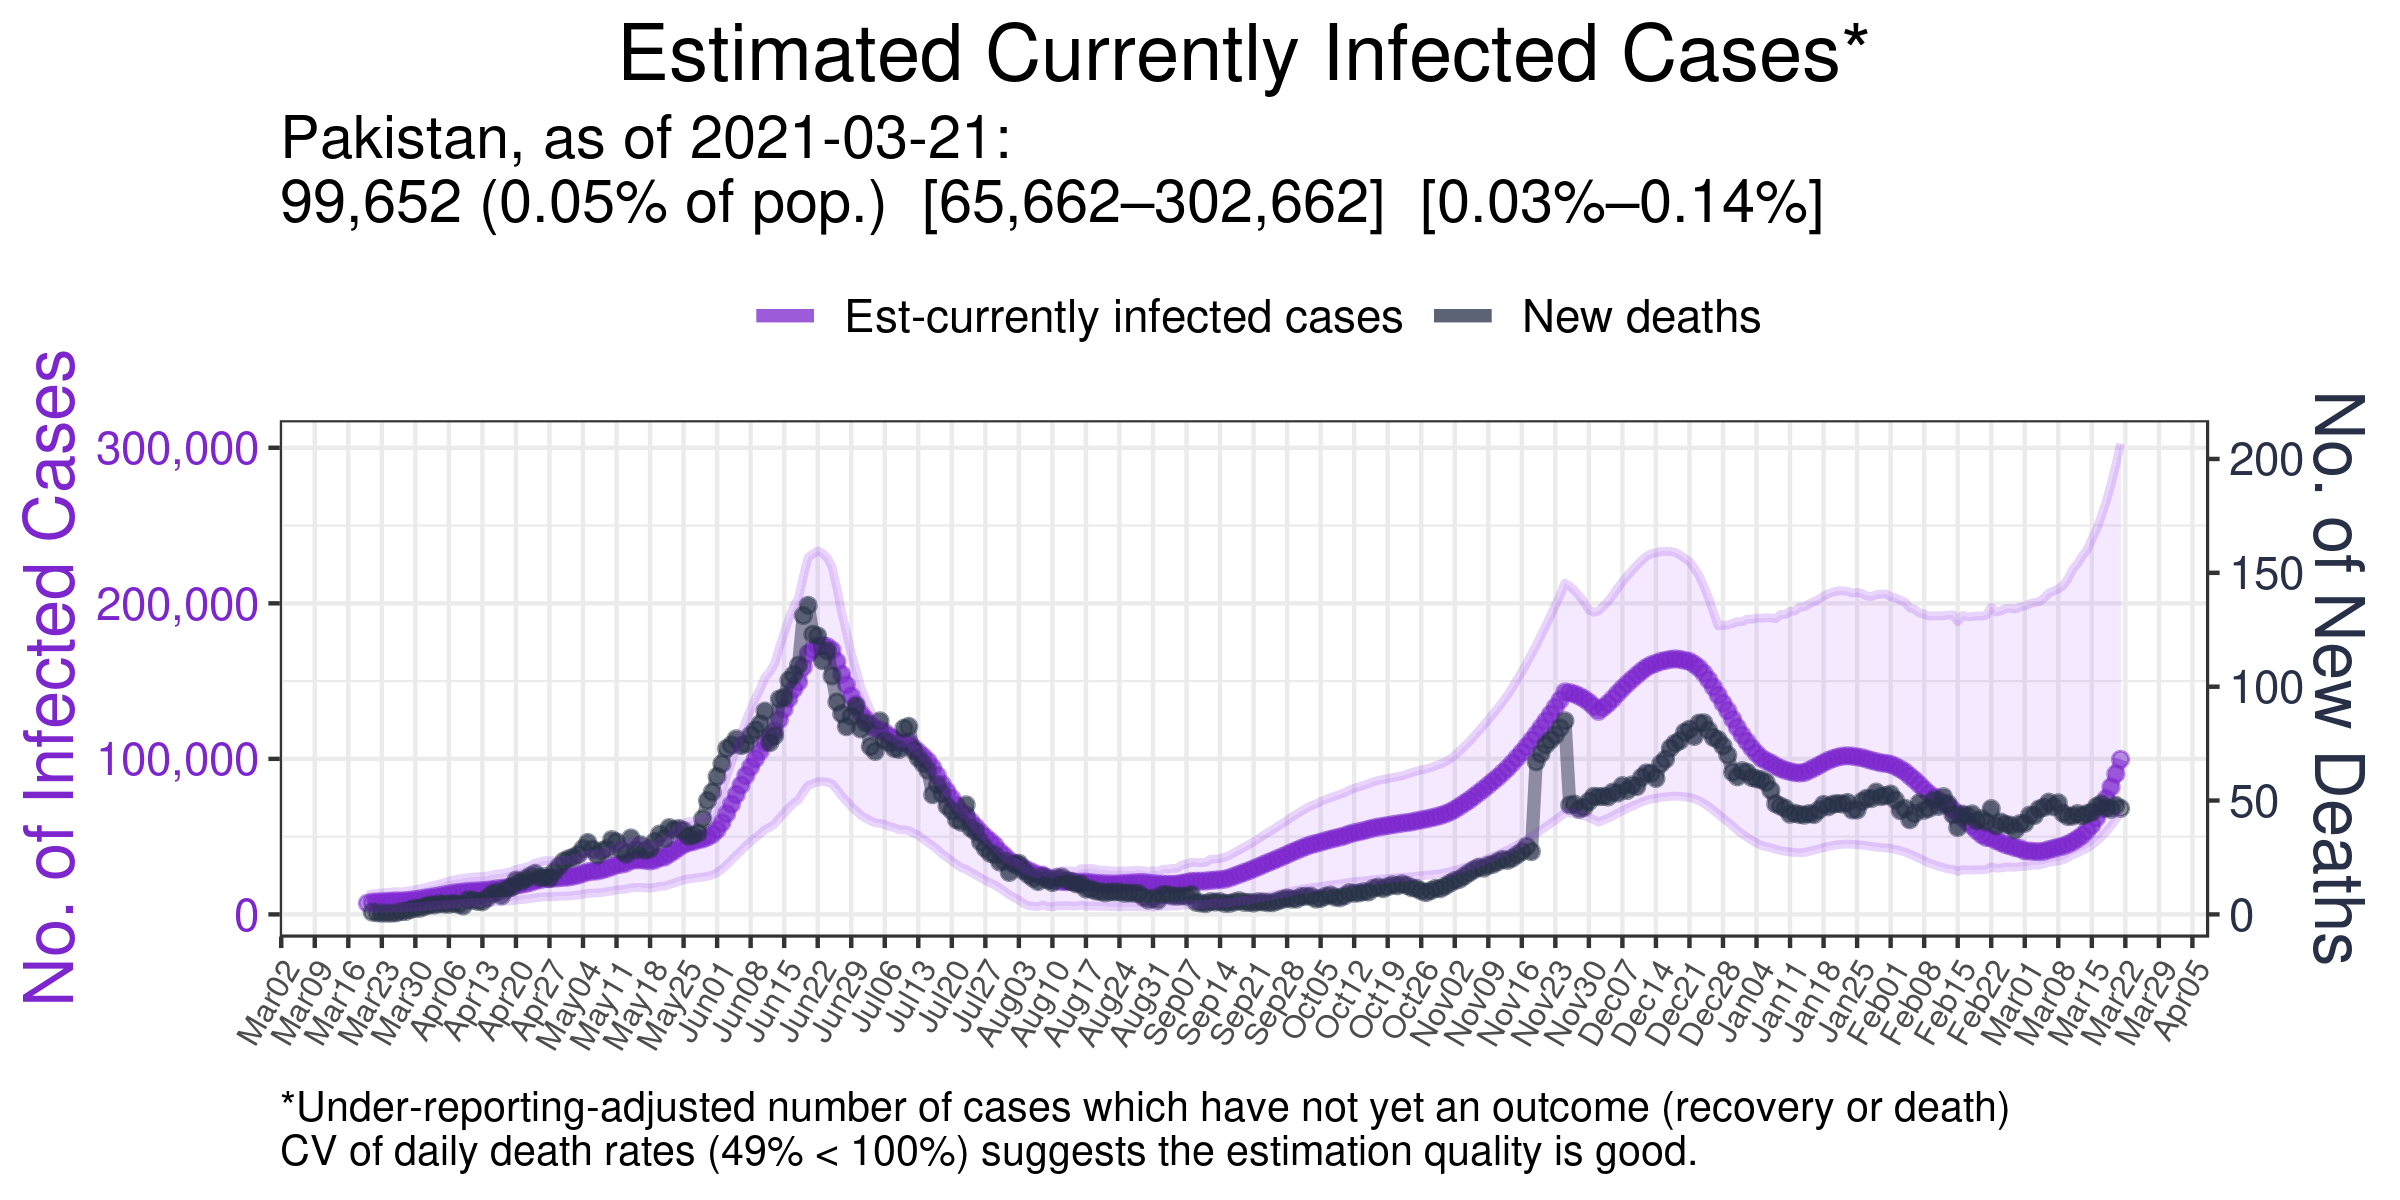 Estimated Currently Infected Cases*
Pakistan, as of 2021-03-21:
99,652 (0.05% of pop.) [65,662–302,662] [0.03%–0.14%]
Est-currently infected cases
New deaths
No. of Infected Cases
300,000
200,000
100,000
0
200
150
100
50
0
No. of New Deaths
Mar02
Mar09
Mar16
Mar23
Mar30
Apr06
Apr13
Apr20
Apr27
May04
May11
May18
May25
Jun01
Jun08
Jun15
Jun22
Jun29
Jul06
Jul13
Jul20
Jul27
Aug03
Aug10
Aug17
Aug24
Aug31
Sep07
Sep14
Sep21
Sep28
Oct05
Oct12
Oct19
Oct26
Nov02
Nov09
Nov16
Nov23
Nov30
Dec07
Dec14
Dec21
Dec28
Jan04
Jan11
Jan18
Jan25
Feb01
Feb08
Feb15
Feb22
Mar01
Mar08
Mar15
Mar22
Mar29
Apr05
*Under-reporting-adjusted number of cases which have not yet an outcome (recovery or death)
CV of daily death rates (49% < 100%) suggests the estimation quality is good.